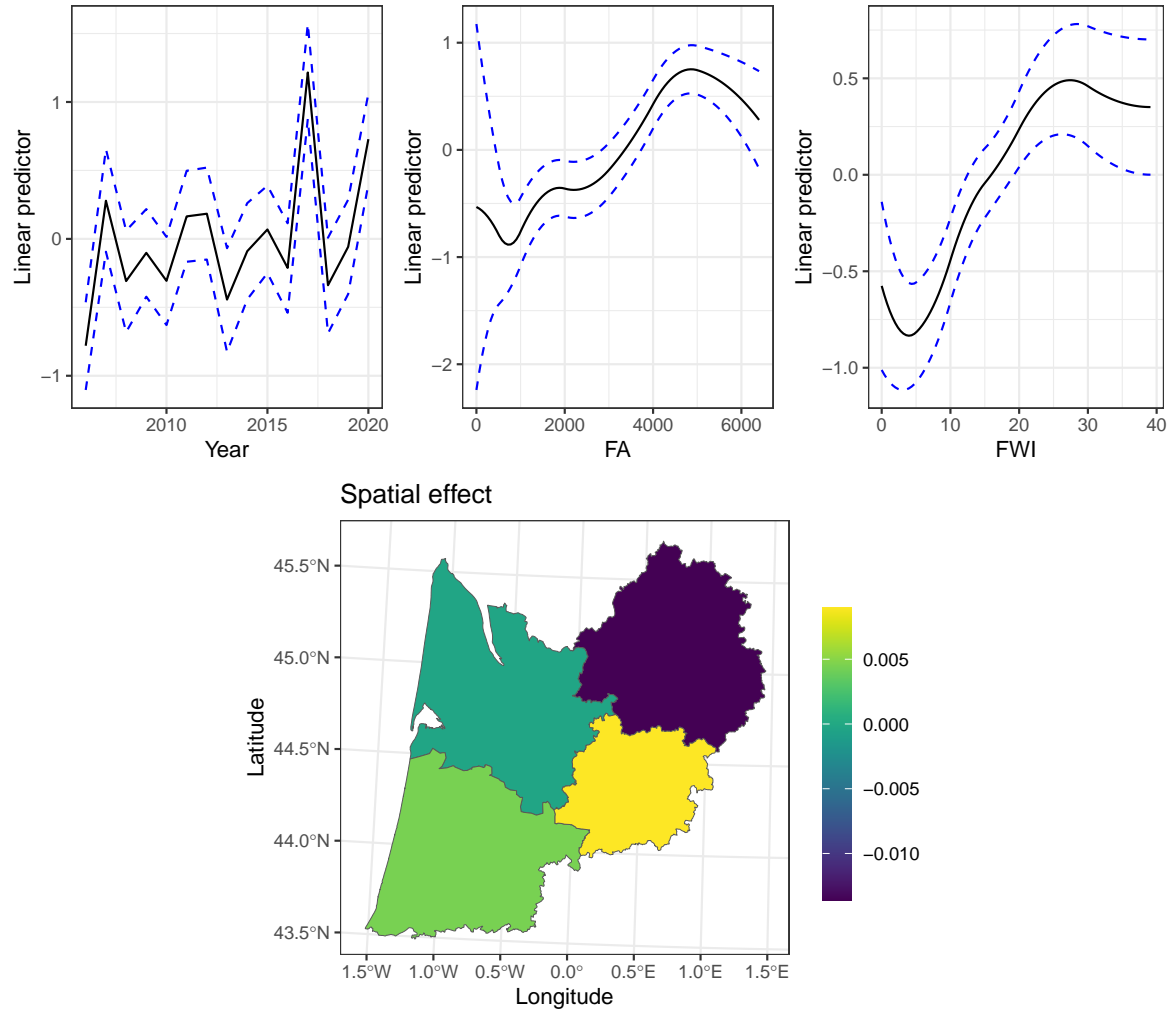 Linear predictor
1
0
−1
2010
2015
2020
Year
Linear predictor
1
0
−1
−2
0
2000
4000
6000
FA
Linear predictor
0.5
0.0
−0.5
−1.0
0
10
20
30
40
FWI
Spatial effect
Latitude
45.5°N
45.0°N
44.5°N
44.0°N
43.5°N
1.5°W
1.0°W
0.5°W
0.0°
0.5°E
1.0°E
1.5°E
Longitude
0.005
0.000
−0.005
−0.010